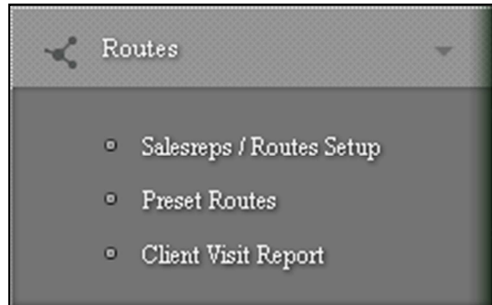 Routes
Salesreps / Routes Setup
Preset Routes
Client Visit Report